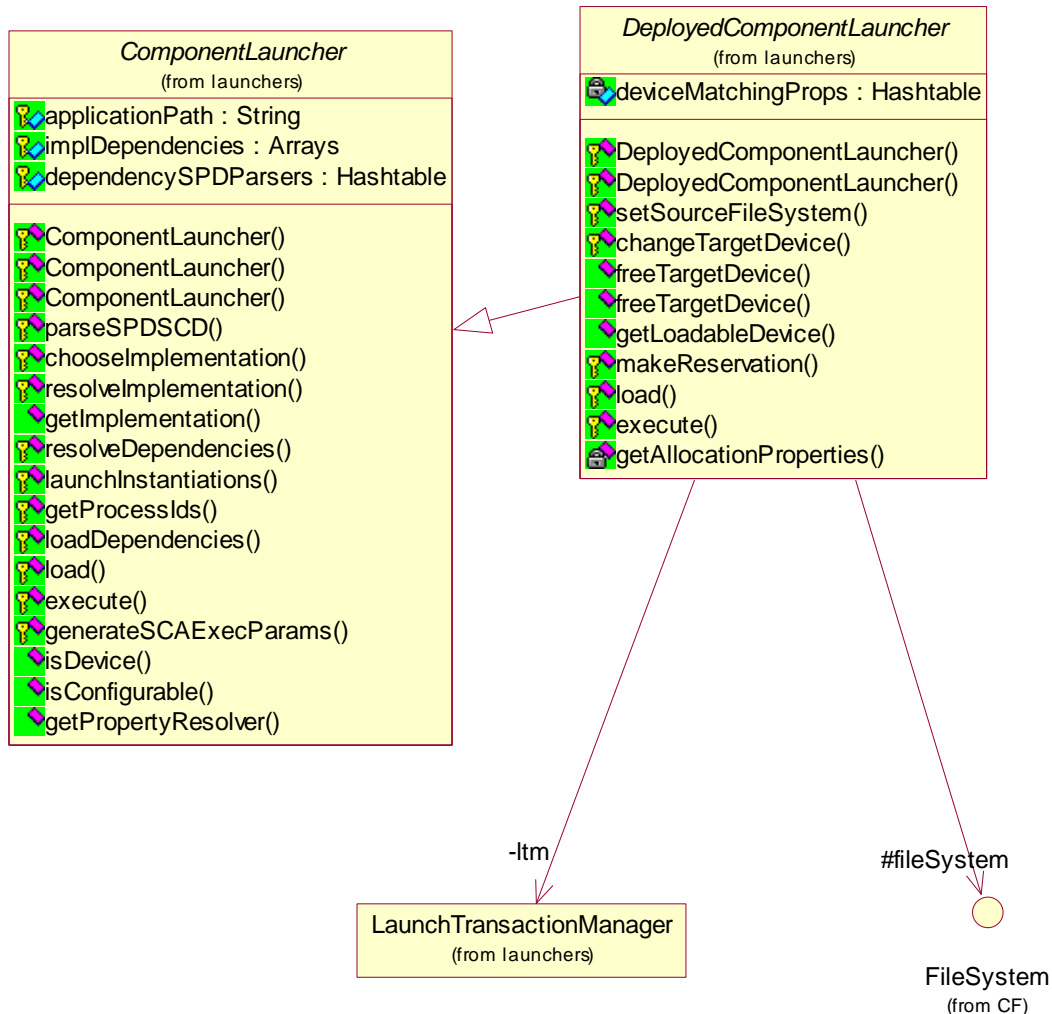 ComponentLauncher
(from launchers)
applicationPath : String
implDependencies : Arrays
dependencySPDParsers : Hashtable
ComponentLauncher()
ComponentLauncher()
ComponentLauncher()
parseSPDSCD()
chooseImplementation()
resolveImplementation()
getImplementation()
resolveDependencies()
launchInstantiations()
getProcessIds()
loadDependencies()
load()
execute()
generateSCAExecParams()
isDevice()
isConfigurable()
getPropertyResolver()
DeployedComponentLauncher
(from launchers)
deviceMatchingProps : Hashtable
DeployedComponentLauncher()
DeployedComponentLauncher()
setSourceFileSystem()
changeTargetDevice()
freeTargetDevice()
freeTargetDevice()
getLoadableDevice()
makeReservation()
load()
execute()
getAllocationProperties()
-ltm
#fileSystem
LaunchTransactionManager
(from launchers)
FileSystem
(from CF)